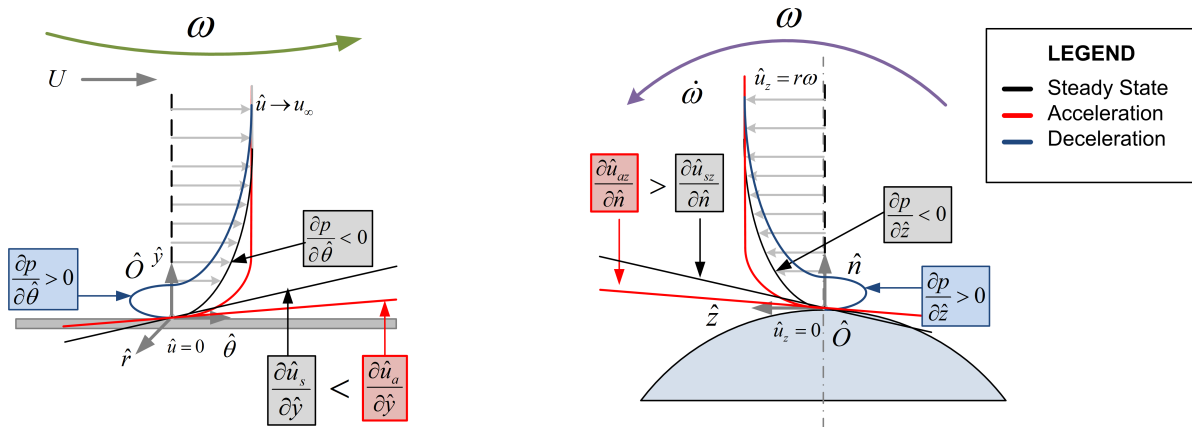 ω
U
û → u∞
∂p/∂θ̂ > 0
Ô
ŷ
∂p/∂θ̂ < 0
r̂
û = 0
θ̂
∂û_s/∂ŷ < ∂û_a/∂ŷ
ω
ω̇
û_z = rω
∂û_az/∂n̂ > ∂û_sz/∂n̂
∂p/∂ẑ < 0
n̂
∂p/∂ẑ > 0
ẑ
û_z = 0
Ô
LEGEND
Steady State
Acceleration
Deceleration